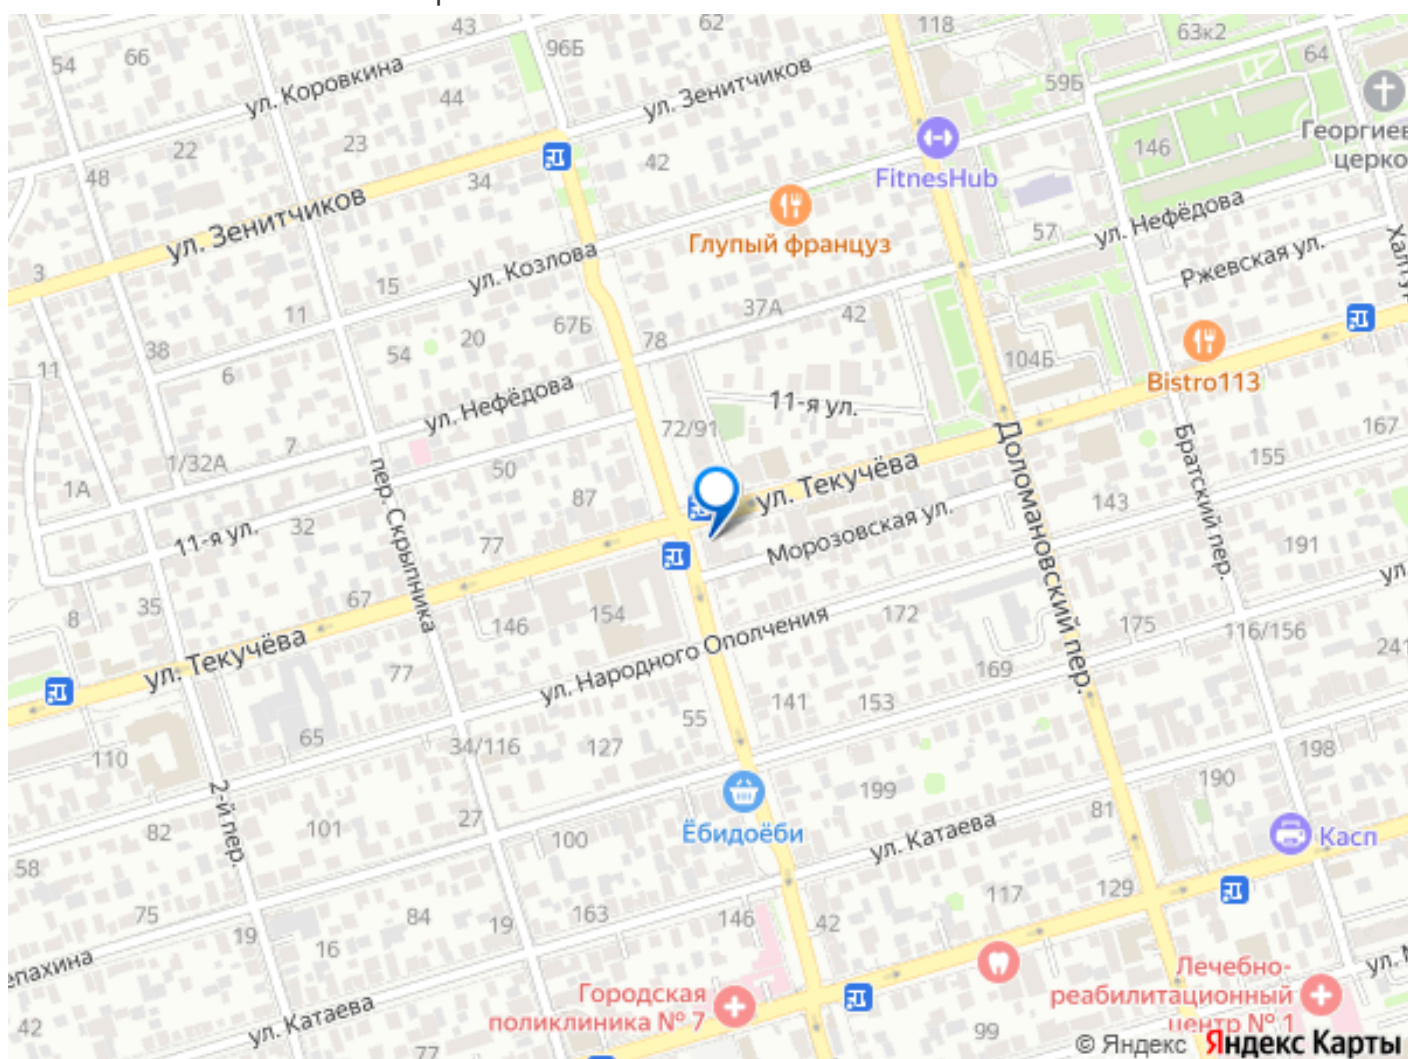 43
62
118
63к2
54
66
96Б
64
ул. Коровкина
ул. Зенитчиков
59Б
44
Георгиев
церко
22
23
42
146
48
34
FitnesHub
ул. Зенитчиков
Глупый француз
57
ул. Нефёдова
Ржевская ул.
3
15
ул. Козлова
11
37А
42
67Б
20
78
38
54
104Б
11
6
Bistro113
ул. Нефёдова
11-я ул.
167
7
72/91
1/32А
50
155
1А
87
ул. Текучёва
Доломановский пер.
Братский пер.
143
32
11-я ул.
пер. Скрыпника
77
Морозовская ул.
191
ул.
67
35
8
146
154
172
175
116/156
ул. Текучёва
ул. Народного Ополчения
241
77
169
141
153
55
65
34/116
127
110
198
190
2-й пер.
199
81
Ёбидоёби
82
101
27
100
ул. Катаева
Касп
58
117
129
75
84
163
146
42
19
16
19
епахина
Городская
поликлиника № 7
Лечебно-
реабилитационный
центр № 1
ул. Катаева
42
77
99
© Яндекс Яндекс Карты